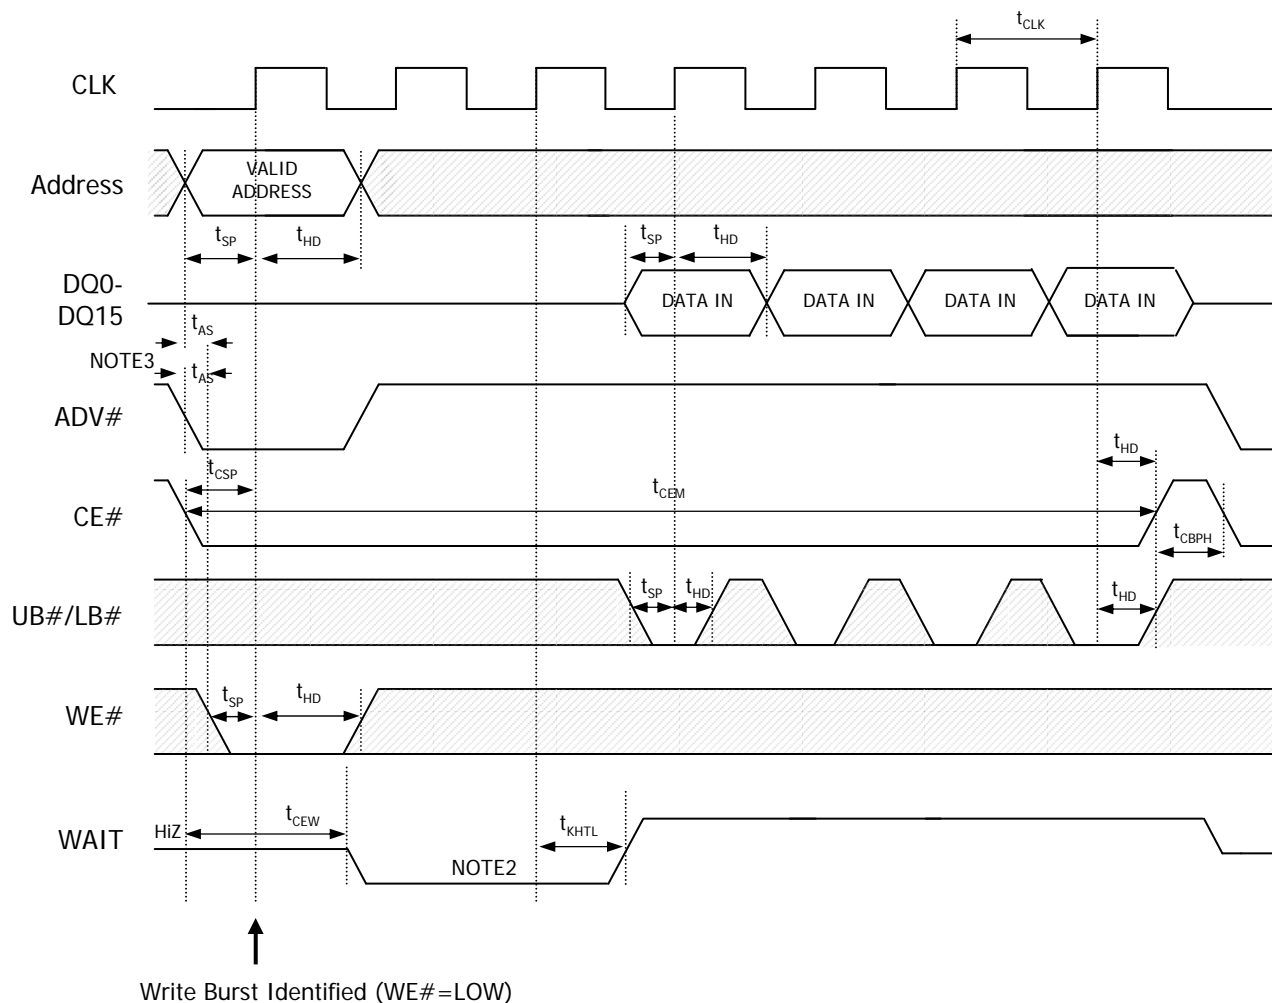 tCLK
CLK
Address
VALID
ADDRESS
tSP
tHD
tSP
tHD
DQ0-
DQ15
DATA IN
DATA IN
DATA IN
DATA IN
tAS
NOTE3
tAS
ADV#
tHD
tCSP
tCEM
CE#
tCBPH
UB#/LB#
tSP
tHD
tHD
WE#
tSP
tHD
WAIT
HiZ
tCEW
tKHTL
NOTE2
Write Burst Identified (WE#=LOW)